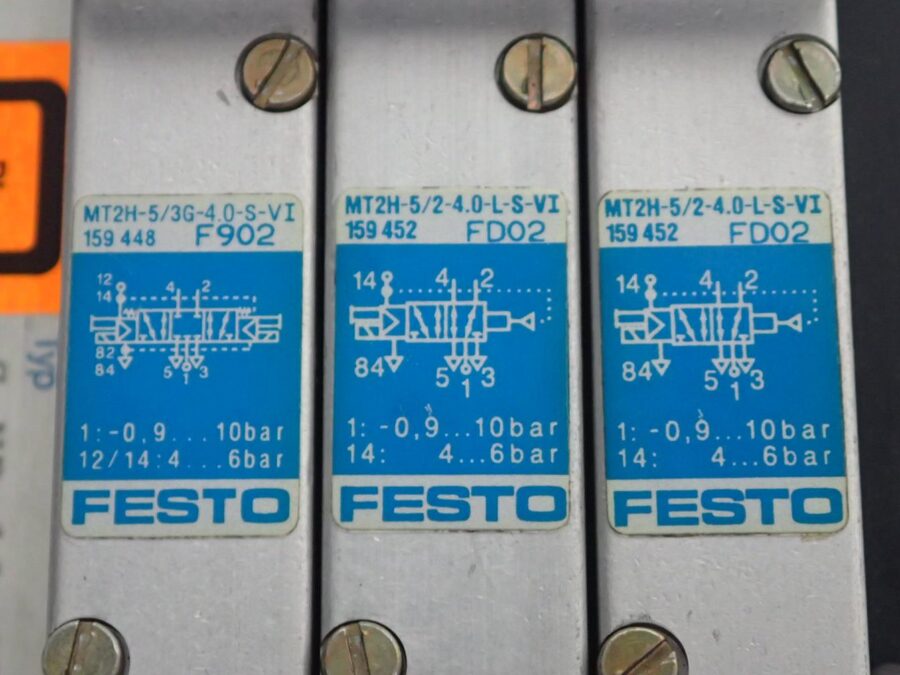 MT2H-5/3G-4.0-S-VI
159 448 F902
12
14
4 2
82
84
5 1 3
1:-0,9...10bar
12/14:4...6bar
FESTO
MT2H-5/2-4.0-L-S-VI
159 452 FD02
14 4 2
84 5 1 3
1:-0,9...10bar
14: 4...6bar
FESTO
MT2H-5/2-4.0-L-S-VI
159 452 FD02
14 4 2
84 5 1 3
1:-0,9...10bar
14: 4...6bar
FESTO
Typ